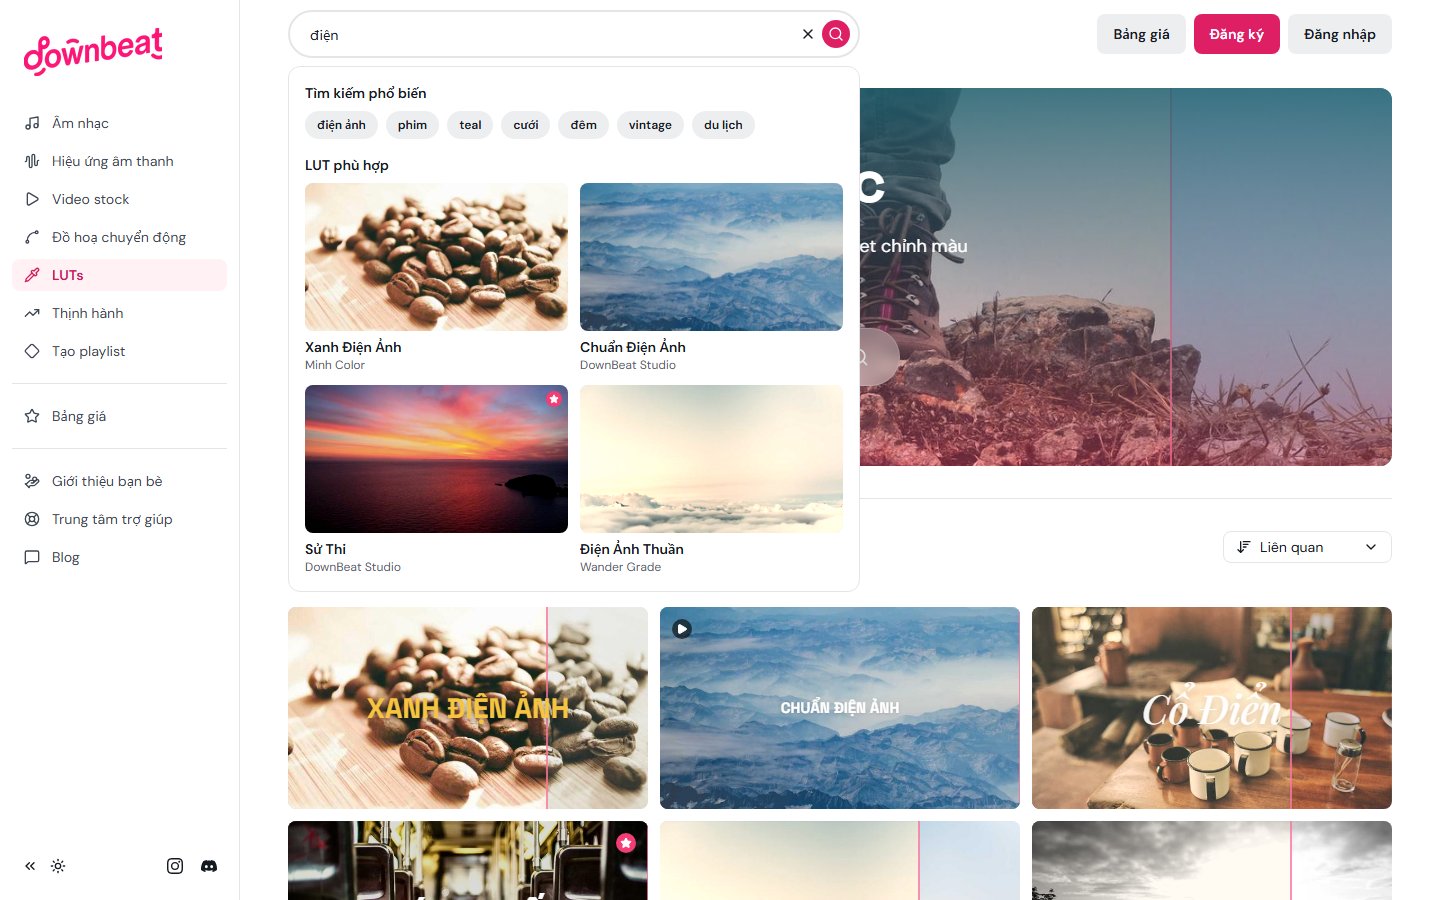 downbeat
Âm nhạc
Hiệu ứng âm thanh
Video stock
Đồ hoạ chuyển động
LUTs
Thịnh hành
Tạo playlist
Bảng giá
Giới thiệu bạn bè
Trung tâm trợ giúp
Blog
điện
Bảng giá
Đăng ký
Đăng nhập
Tìm kiếm phổ biến
điện ảnh
phim
teal
cưới
đêm
vintage
du lịch
LUT phù hợp
Xanh Điện Ảnh
Minh Color
Chuẩn Điện Ảnh
DownBeat Studio
Sử Thi
DownBeat Studio
Điện Ảnh Thuần
Wander Grade
c
et chỉnh màu
Liên quan
XANH ĐIỆN ẢNH
CHUẨN ĐIỆN ẢNH
Cổ Điển